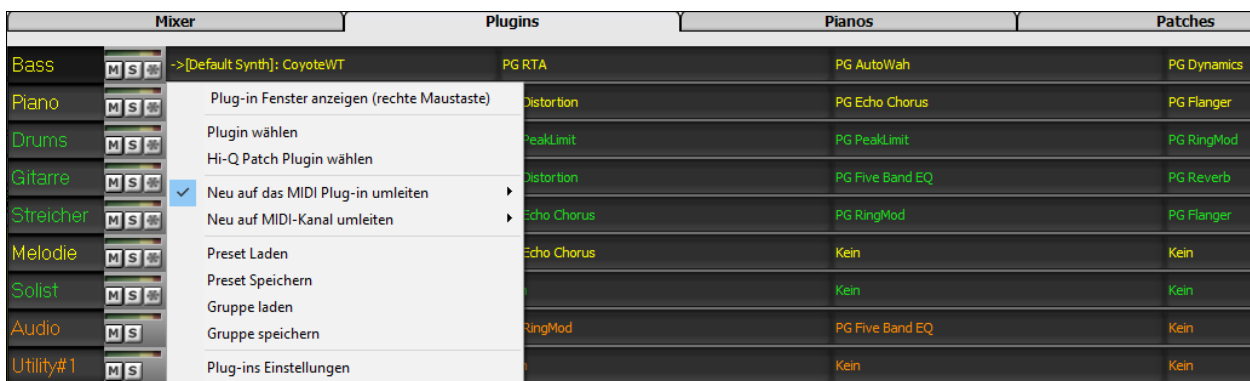 Mixer Plugins Pianos Patches
Bass M S ->[Default Synth]: CoyoteWT PG RTA PG AutoWah PG Dynamics
Piano M S Distortion PG Echo Chorus PG Flanger
Drums M S PeakLimit PG PeakLimit PG RingMod
Gitarre M S Distortion PG Five Band EQ PG Reverb
Streicher M S Echo Chorus PG RingMod PG Flanger
Melodie M S Echo Chorus Kein Kein
Solist M S Kein Kein
Audio M S RingMod PG Five Band EQ Kein
Utility#1 M S Kein Kein
Plug-in Fenster anzeigen (rechte Maustaste)
Plugin wählen
Hi-Q Patch Plugin wählen
Neu auf das MIDI Plug-in umleiten
Neu auf MIDI-Kanal umleiten
Preset Laden
Preset Speichern
Gruppe laden
Gruppe speichern
Plug-ins Einstellungen